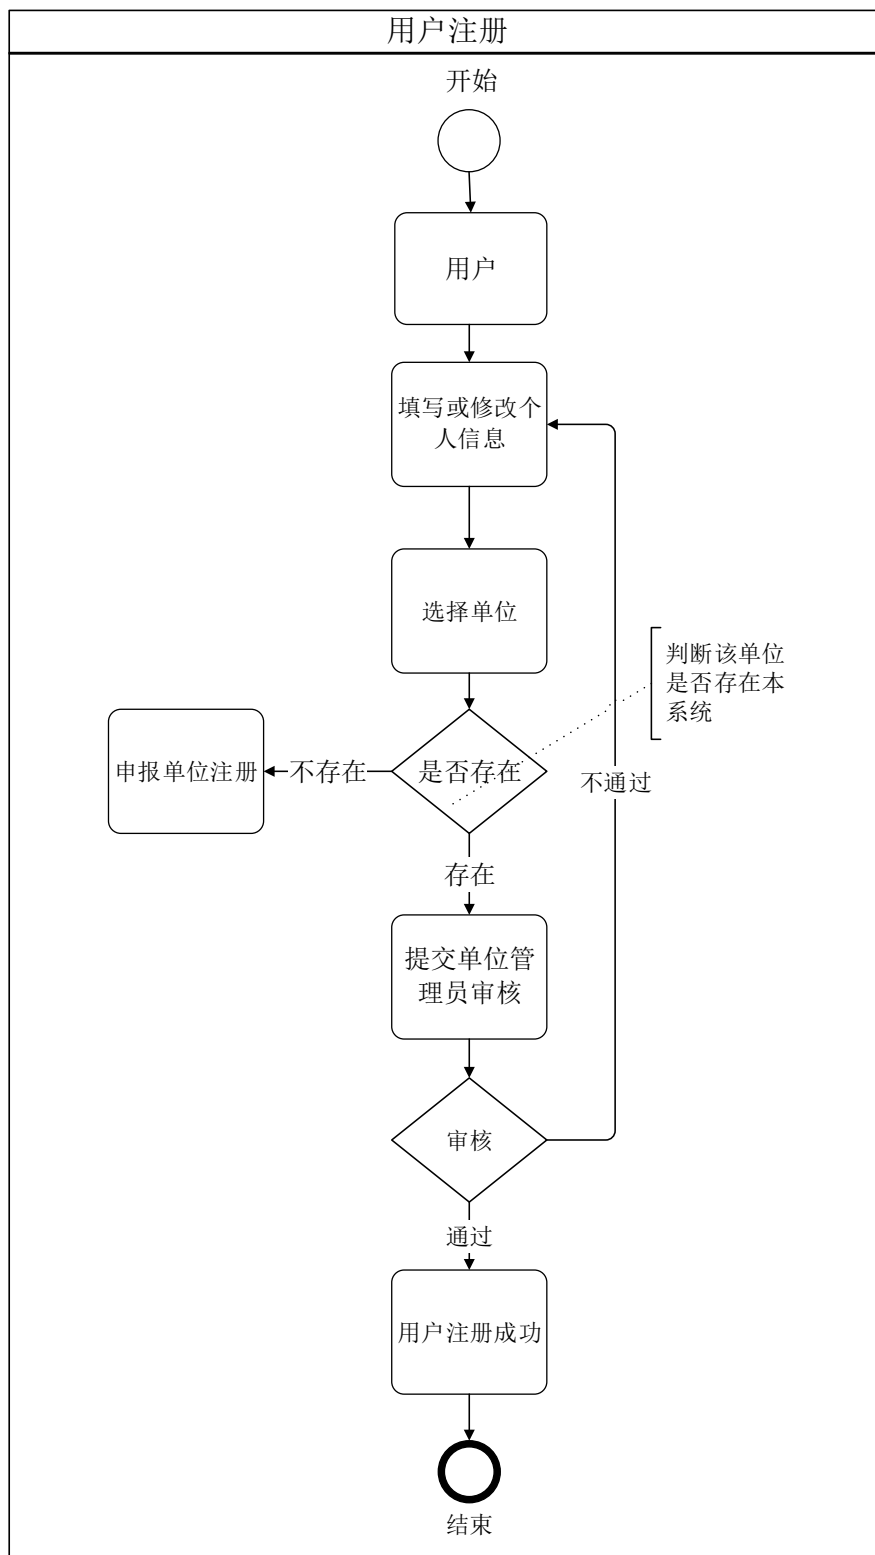 用户注册
开始
用户
填写或修改个
人信息
选择单位
判断该单位
是否存在本
系统
申报单位注册
不存在
是否存在
不通过
存在
提交单位管
理员审核
审核
通过
用户注册成功
结束